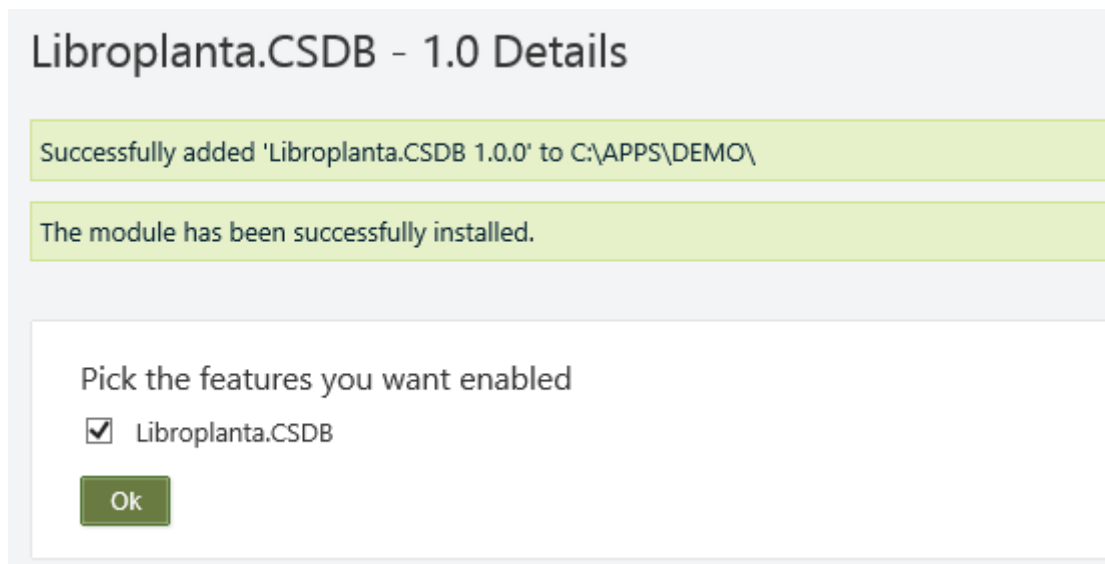 Libroplanta.CSDB - 1.0 Details
Successfully added 'Libroplanta.CSDB 1.0.0' to C:\APPS\DEMO\
The module has been successfully installed.
Pick the features you want enabled
Libroplanta.CSDB
Ok